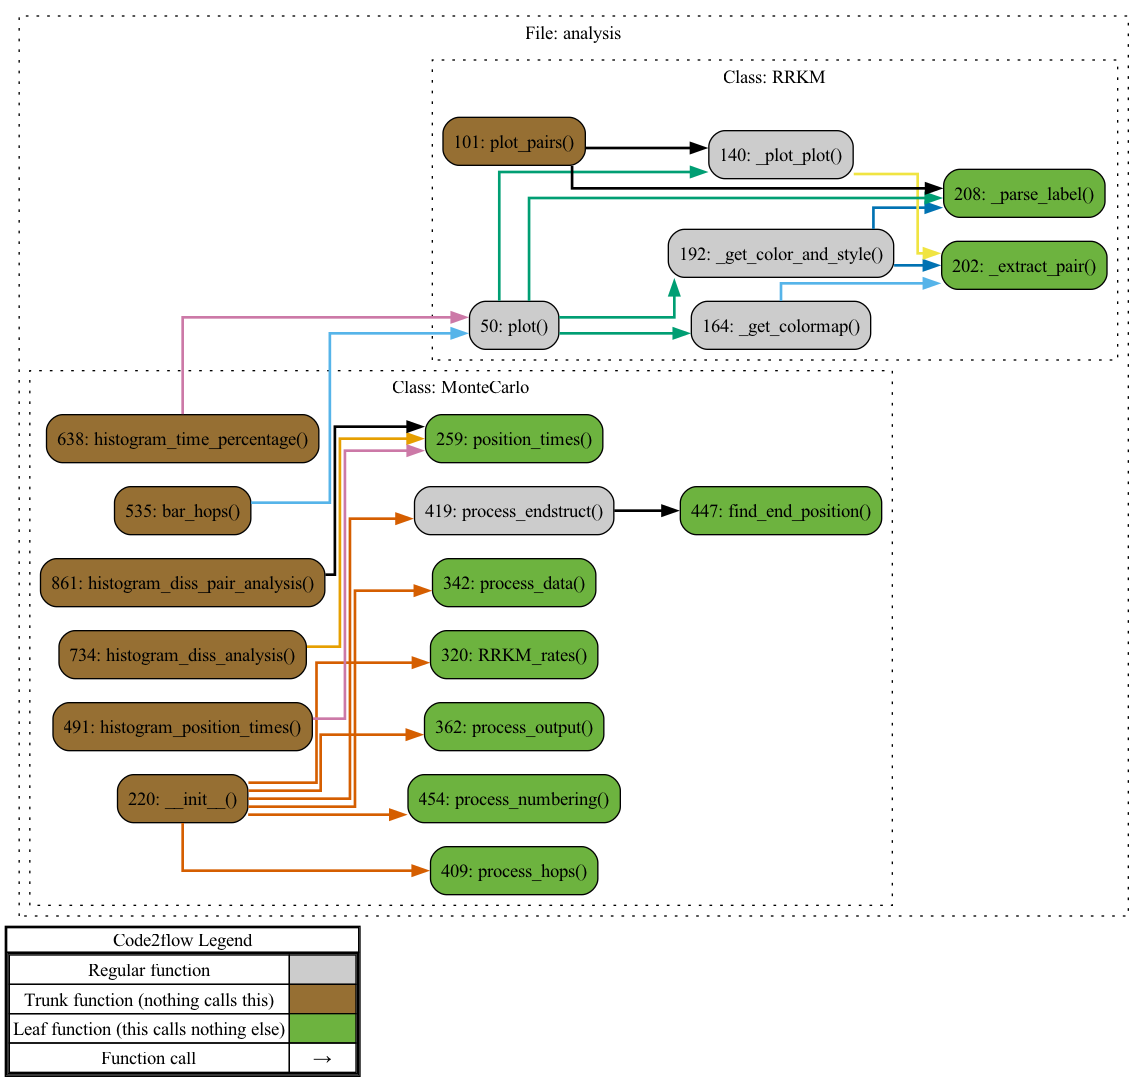 File: analysis
Class: RRKM
101: plot_pairs()
140: _plot_plot()
208: _parse_label()
192: _get_color_and_style()
202: _extract_pair()
50: plot()
164: _get_colormap()
Class: MonteCarlo
638: histogram_time_percentage()
259: position_times()
535: bar_hops()
419: process_endstruct()
447: find_end_position()
861: histogram_diss_pair_analysis()
342: process_data()
734: histogram_diss_analysis()
320: RRKM_rates()
491: histogram_position_times()
362: process_output()
220: __init__()
454: process_numbering()
409: process_hops()
Code2flow Legend
Regular function
Trunk function (nothing calls this)
Leaf function (this calls nothing else)
Function call →